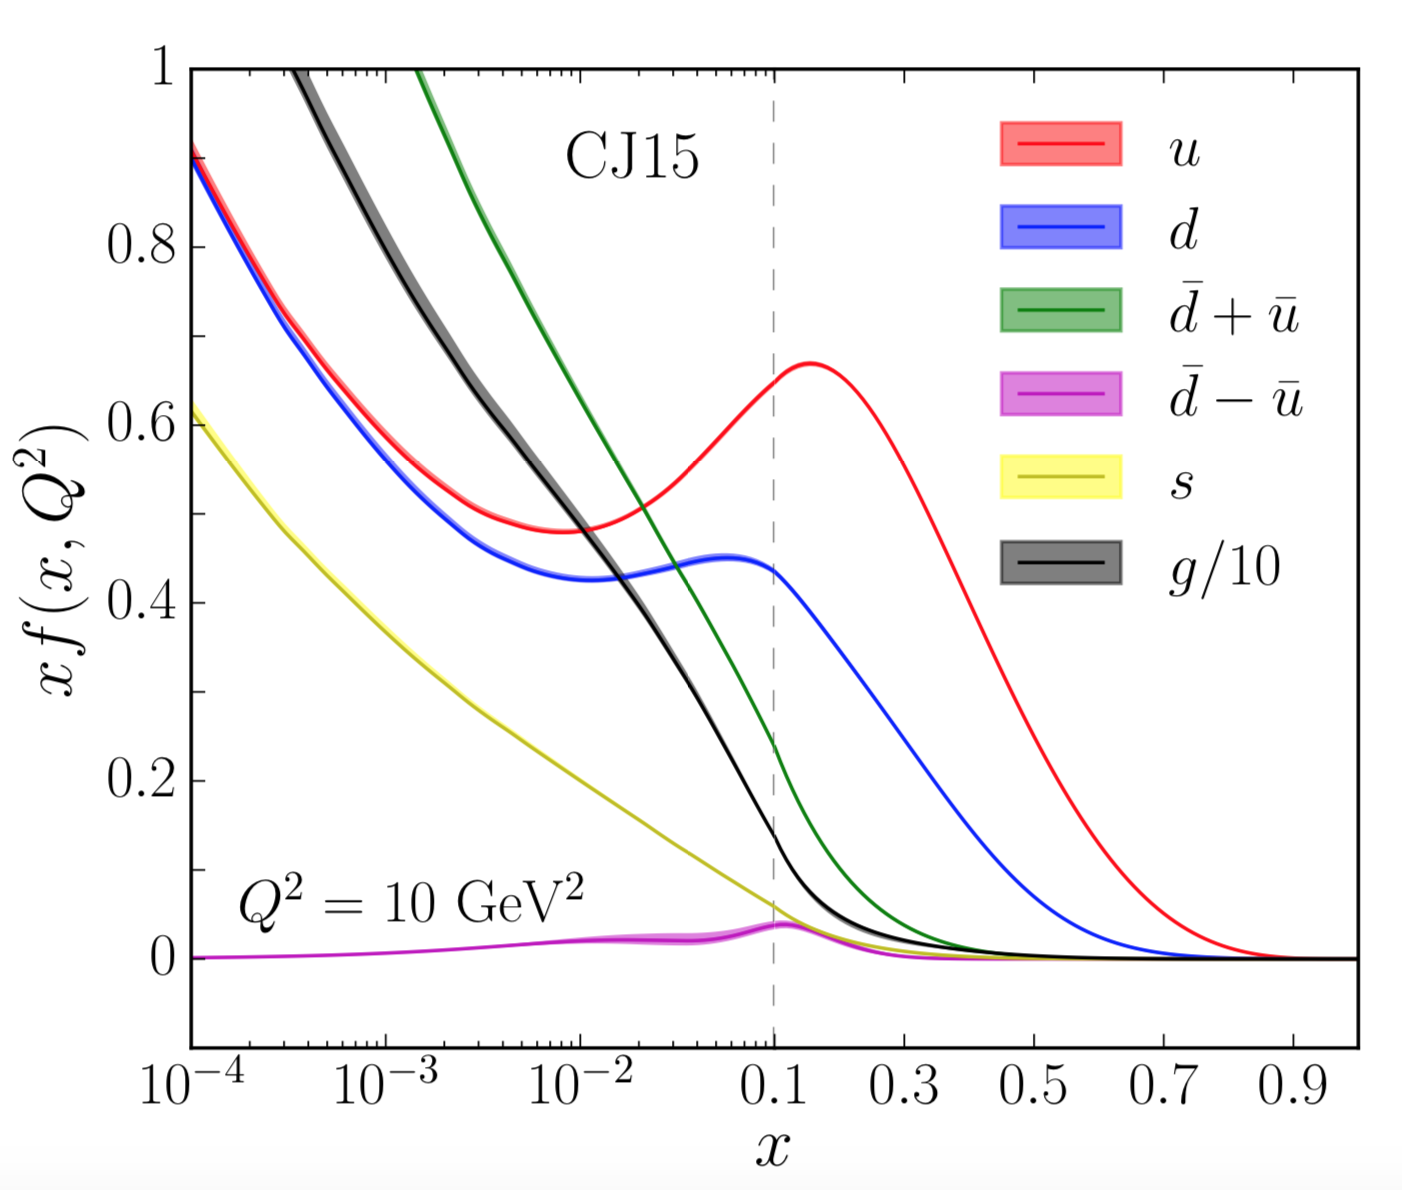 1
0.8
0.6
0.4
0.2
0
x f(x, Q²)
CJ15
u
d
d̄ + ū
d̄ − ū
s
g/10
Q² = 10 GeV²
10⁻⁴ 10⁻³ 10⁻² 0.1 0.3 0.5 0.7 0.9
x